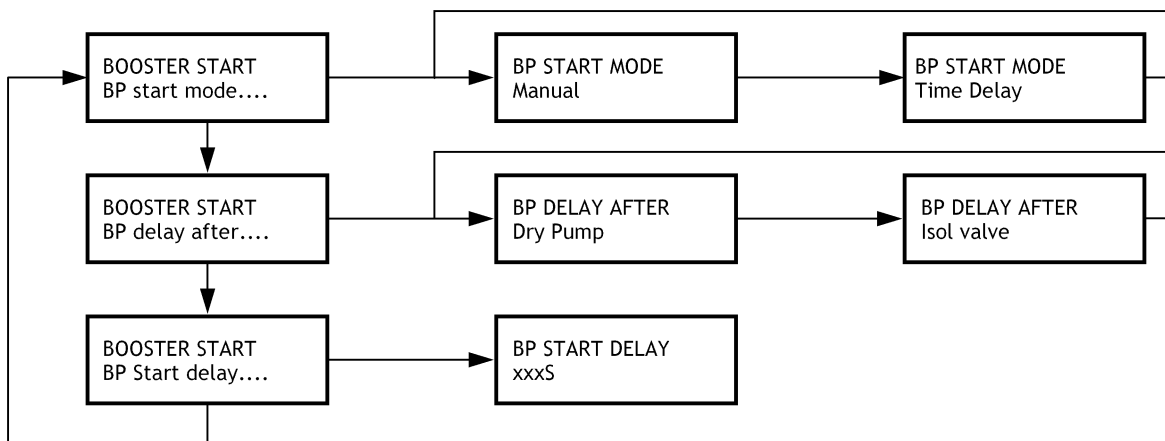 BOOSTER START
BP start mode....
BP START MODE
Manual
BP START MODE
Time Delay
BOOSTER START
BP delay after....
BP DELAY AFTER
Dry Pump
BP DELAY AFTER
Isol valve
BOOSTER START
BP Start delay....
BP START DELAY
xxxS